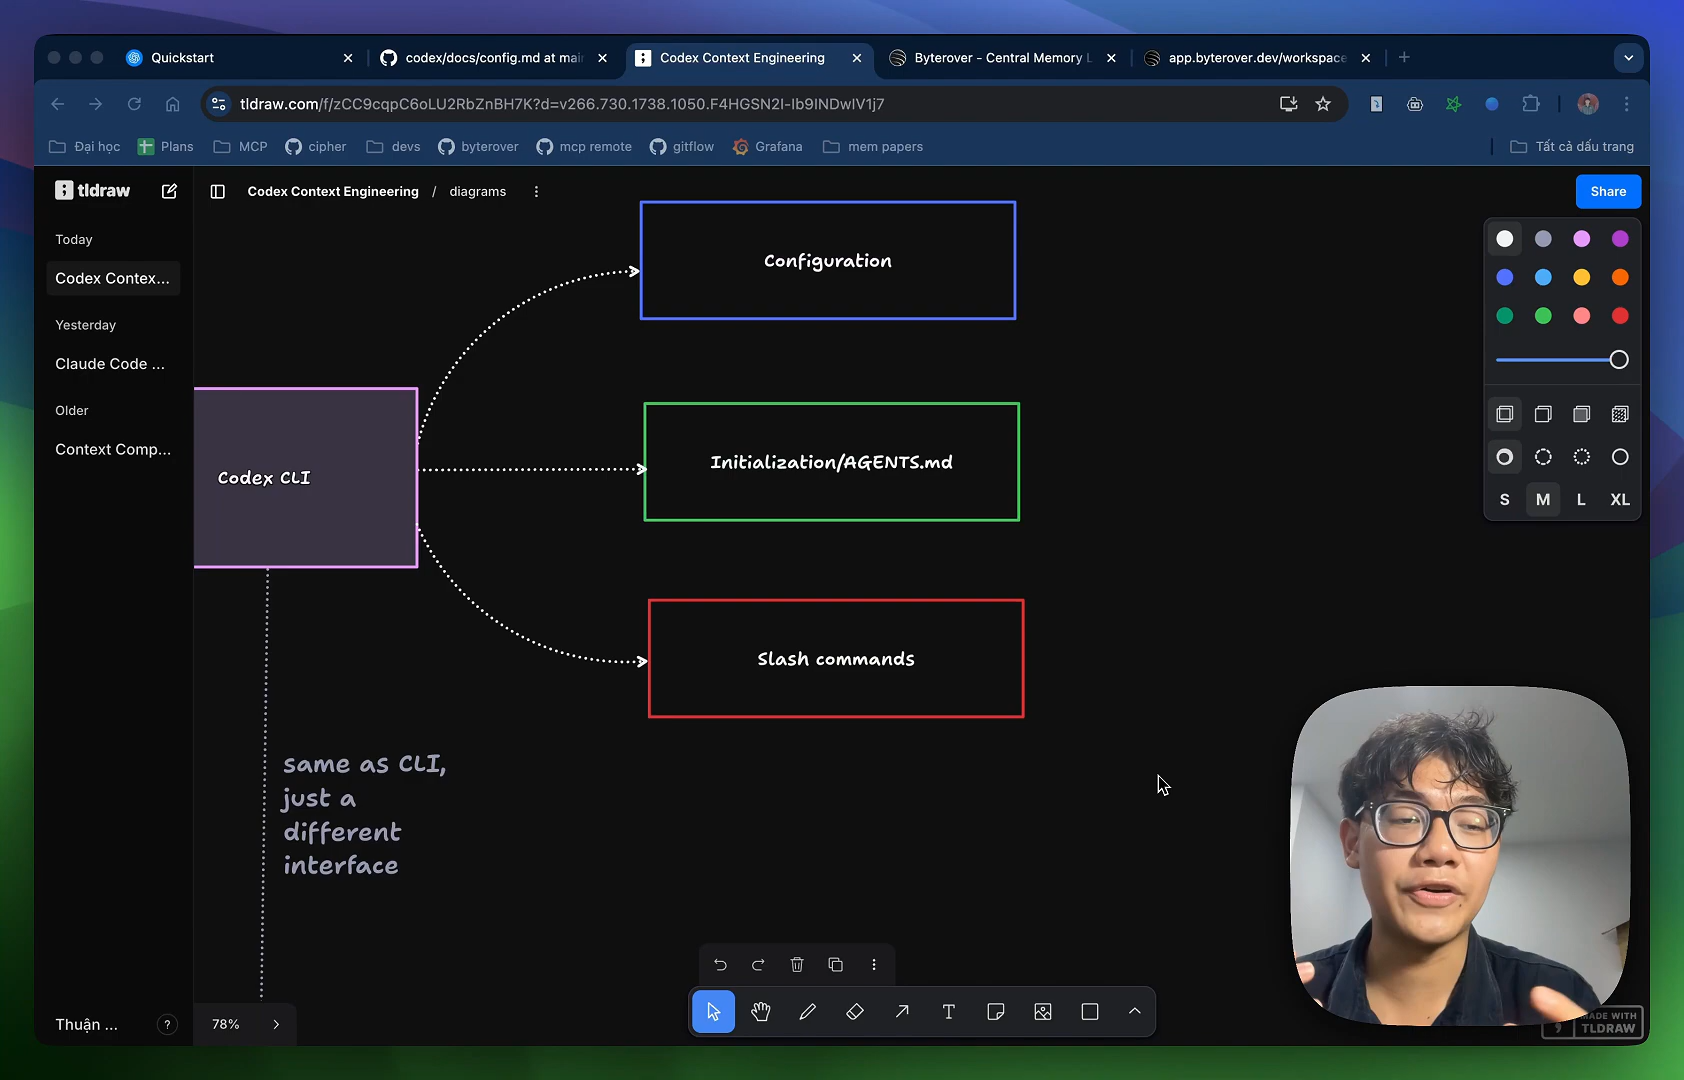 Quickstart
codex/docs/config.md at mai
Codex Context Engineering
Byterover - Central Memory L
app.byterover.dev/workspace
tldraw.com/f/zCC9cqpC6oLU2RbZnBH7K?d=v266.730.1738.1050.F4HGSN2I-Ib9INDwIV1j7
Đại học
Plans
MCP
cipher
devs
byterover
mcp remote
gitflow
Grafana
mem papers
Tất cả dấu trang
tldraw
Codex Context Engineering / diagrams
Share
Today
Codex Contex...
Yesterday
Claude Code ...
Older
Context Comp...
Configuration
Initialization/AGENTS.md
Codex CLI
Slash commands
same as CLI,
just a
different
interface
S M L XL
Thuận ...
?
78%
MADE WITH
TLDRAW